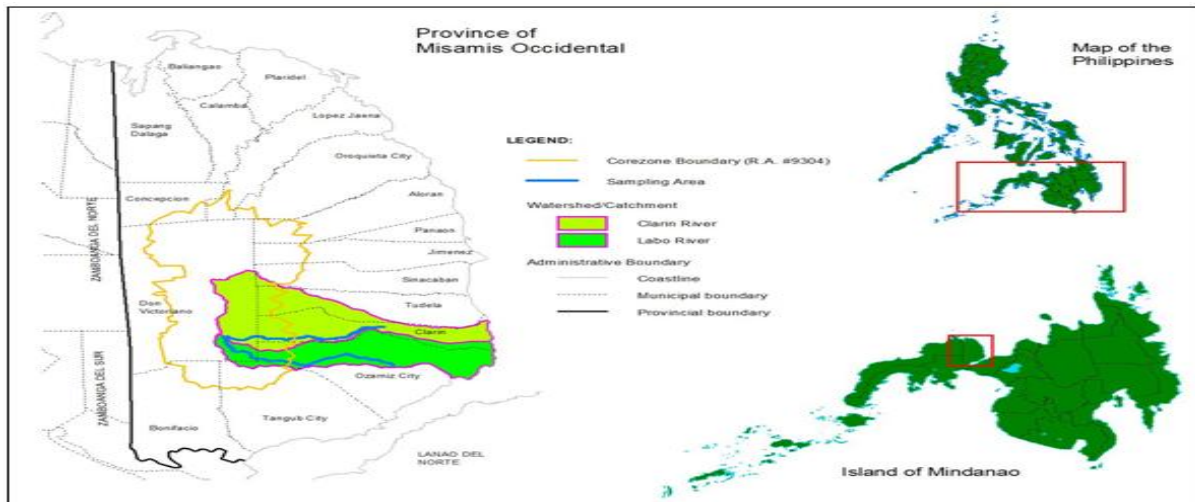 Province of
Misamis Occidental
Map of the
Philippines
Baliangao
Plaridel
Calamba
Sapang
Dalaga
Lopez Jaena
Oroquieta City
Concepcion
Aloran
Panaon
Jimenez
Sinacaban
Tudela
Don
Victoriano
Clarin
Ozamiz City
Tangub City
Bonifacio
LANAO DEL
NORTE
ZAMBOANGA DEL NORTE
ZAMBOANGA DEL SUR
LEGEND:
Corezone Boundary (R.A. #9304)
Sampling Area
Watershed/Catchment
Clarin River
Labo River
Administrative Boundary
Coastline
Municipal boundary
Provincial boundary
Island of Mindanao